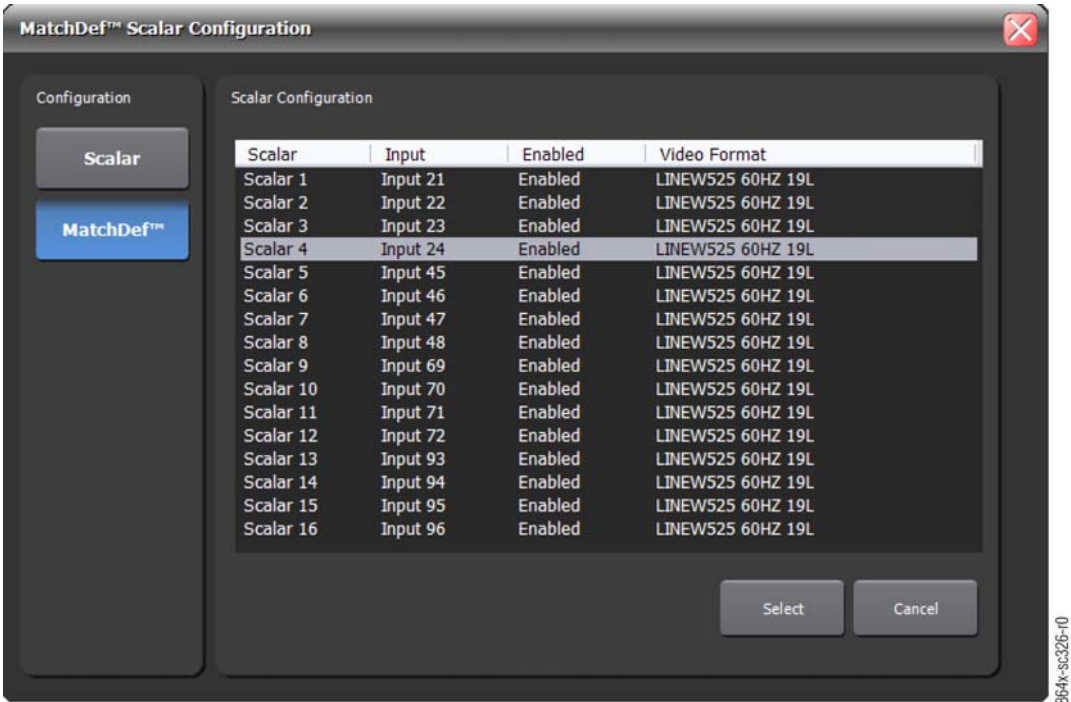 MatchDef™ Scalar Configuration
Configuration
Scalar
MatchDef™
Scalar Configuration
Scalar Input Enabled Video Format
Scalar 1 Input 21 Enabled LINEW525 60HZ 19L
Scalar 2 Input 22 Enabled LINEW525 60HZ 19L
Scalar 3 Input 23 Enabled LINEW525 60HZ 19L
Scalar 4 Input 24 Enabled LINEW525 60HZ 19L
Scalar 5 Input 45 Enabled LINEW525 60HZ 19L
Scalar 6 Input 46 Enabled LINEW525 60HZ 19L
Scalar 7 Input 47 Enabled LINEW525 60HZ 19L
Scalar 8 Input 48 Enabled LINEW525 60HZ 19L
Scalar 9 Input 69 Enabled LINEW525 60HZ 19L
Scalar 10 Input 70 Enabled LINEW525 60HZ 19L
Scalar 11 Input 71 Enabled LINEW525 60HZ 19L
Scalar 12 Input 72 Enabled LINEW525 60HZ 19L
Scalar 13 Input 93 Enabled LINEW525 60HZ 19L
Scalar 14 Input 94 Enabled LINEW525 60HZ 19L
Scalar 15 Input 95 Enabled LINEW525 60HZ 19L
Scalar 16 Input 96 Enabled LINEW525 60HZ 19L
Select Cancel
864x-sc326-r0